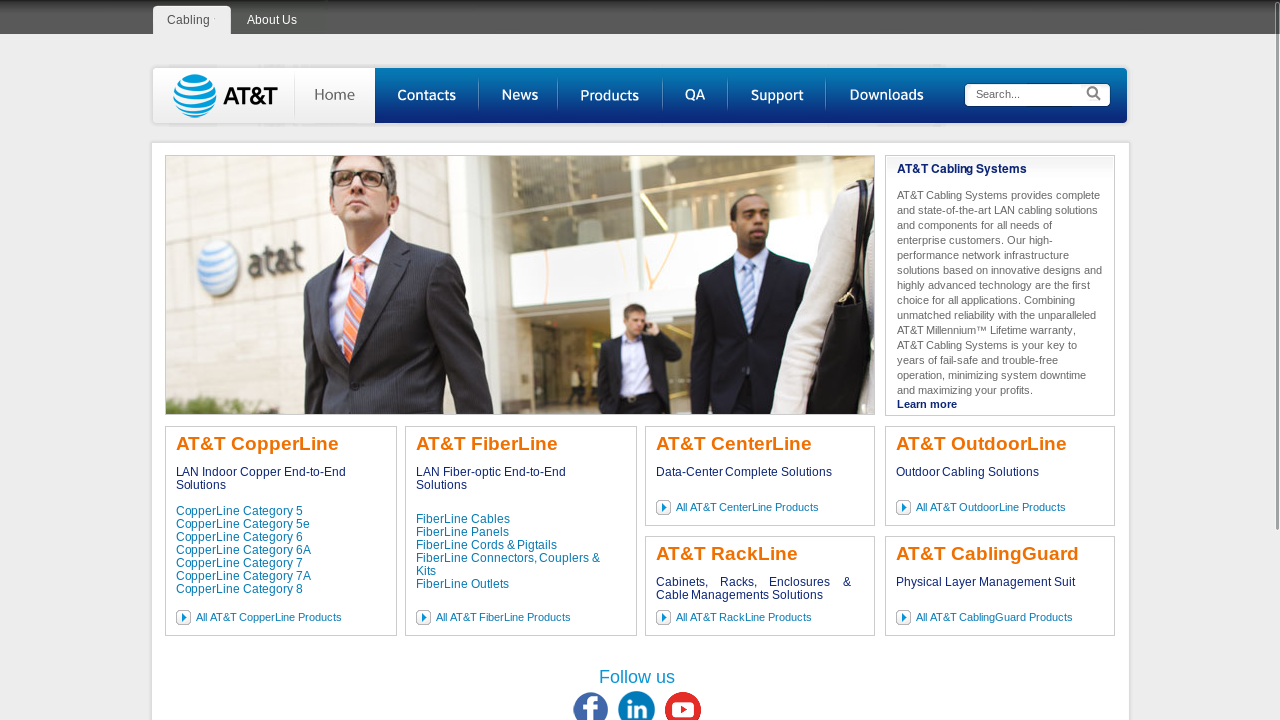 Cabling
About Us
AT&T
Home
Contacts
News
Products
QA
Support
Downloads
Search...
at&t
AT&T Cabling Systems
AT&T Cabling Systems provides complete
and state-of-the-art LAN cabling solutions
and components for all needs of
enterprise customers. Our high-
performance network infrastructure
solutions based on innovative designs and
highly advanced technology are the first
choice for all applications. Combining
unmatched reliability with the unparalleled
AT&T Millennium™ Lifetime warranty,
AT&T Cabling Systems is your key to
years of fail-safe and trouble-free
operation, minimizing system downtime
and maximizing your profits.
Learn more
AT&T CopperLine
LAN Indoor Copper End-to-End
Solutions
CopperLine Category 5
CopperLine Category 5e
CopperLine Category 6
CopperLine Category 6A
CopperLine Category 7
CopperLine Category 7A
CopperLine Category 8
All AT&T CopperLine Products
AT&T FiberLine
LAN Fiber-optic End-to-End
Solutions
FiberLine Cables
FiberLine Panels
FiberLine Cords & Pigtails
FiberLine Connectors, Couplers &
Kits
FiberLine Outlets
All AT&T FiberLine Products
AT&T CenterLine
Data-Center Complete Solutions
All AT&T CenterLine Products
AT&T OutdoorLine
Outdoor Cabling Solutions
All AT&T OutdoorLine Products
AT&T RackLine
Cabinets, Racks, Enclosures &
Cable Managements Solutions
All AT&T RackLine Products
AT&T CablingGuard
Physical Layer Management Suit
All AT&T CablingGuard Products
Follow us
f
in